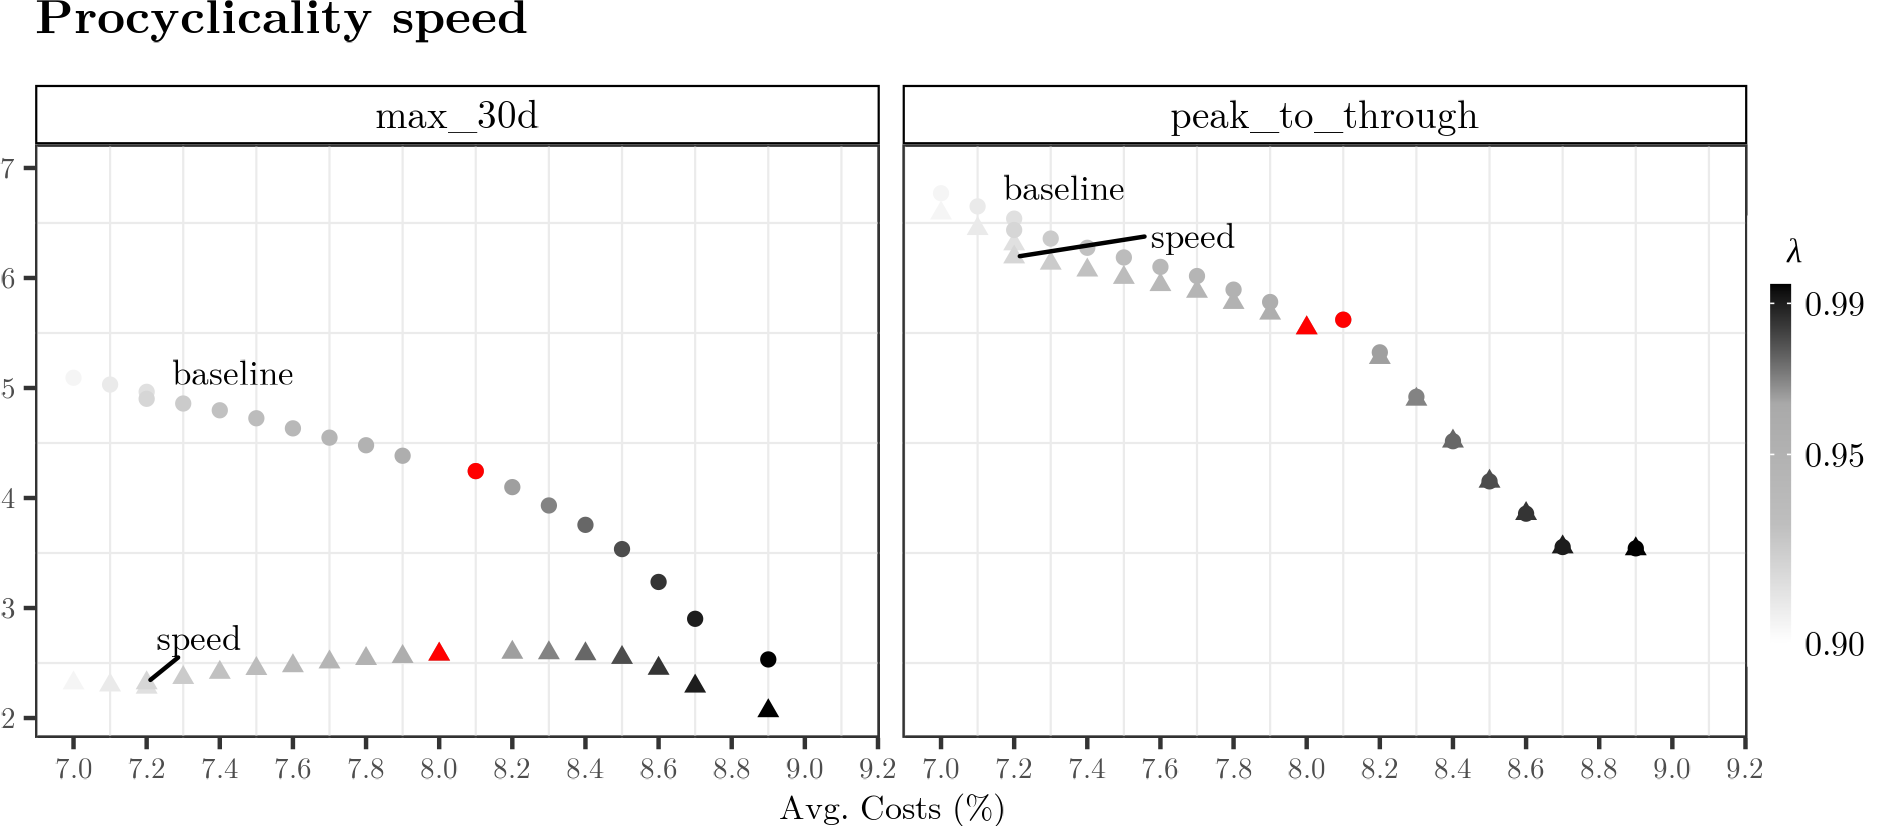 Procyclicality speed
max_30d
peak_to_through
7
6
5
4
3
2
baseline
speed
baseline
speed
7.0 7.2 7.4 7.6 7.8 8.0 8.2 8.4 8.6 8.8 9.0 9.2
7.0 7.2 7.4 7.6 7.8 8.0 8.2 8.4 8.6 8.8 9.0 9.2
Avg. Costs (%)
λ
0.99
0.95
0.90